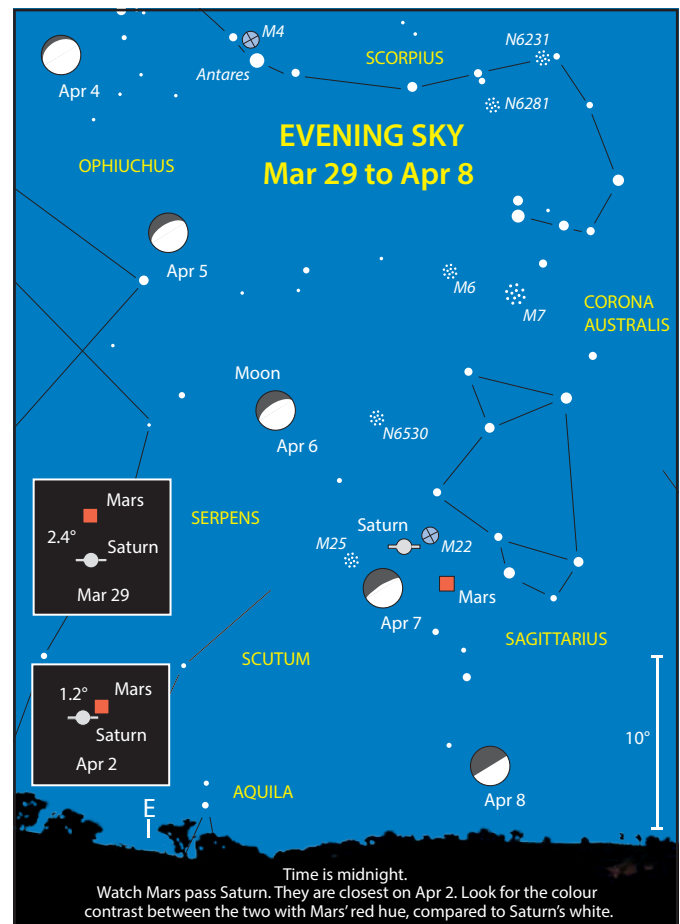 M4
N6231
SCORPIUS
Antares
Apr 4
N6281
EVENING SKY
Mar 29 to Apr 8
OPHIUCHUS
Apr 5
M6
M7
CORONA
AUSTRALIS
Moon
Apr 6
N6530
Mars
2.4°
Saturn
Mar 29
SERPENS
Saturn
M22
M25
Mars
Apr 7
SAGITTARIUS
SCUTUM
1.2°
Mars
Saturn
Apr 2
10°
AQUILA
Apr 8
E
Time is midnight.
Watch Mars pass Saturn. They are closest on Apr 2. Look for the colour
contrast between the two with Mars' red hue, compared to Saturn's white.